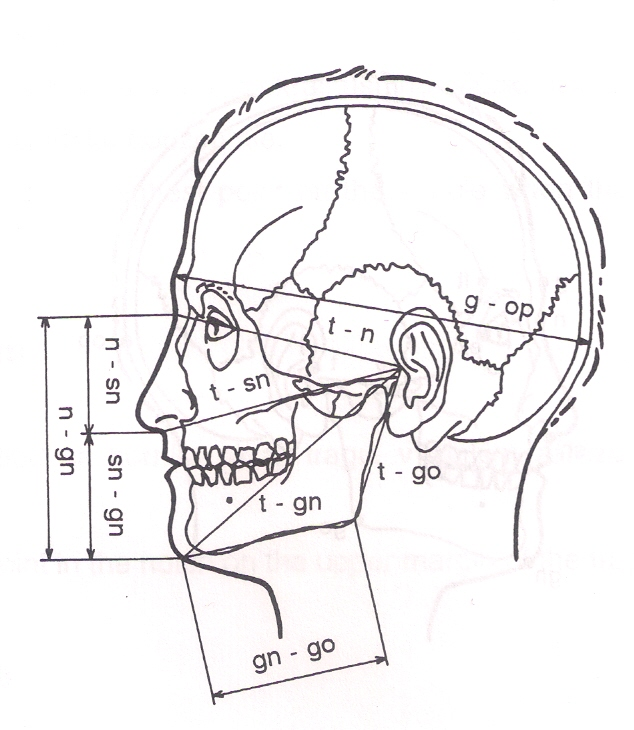 g - op
t - n
n - sn
t - sn
n - gn
sn - gn
t - go
t - gn
gn - go